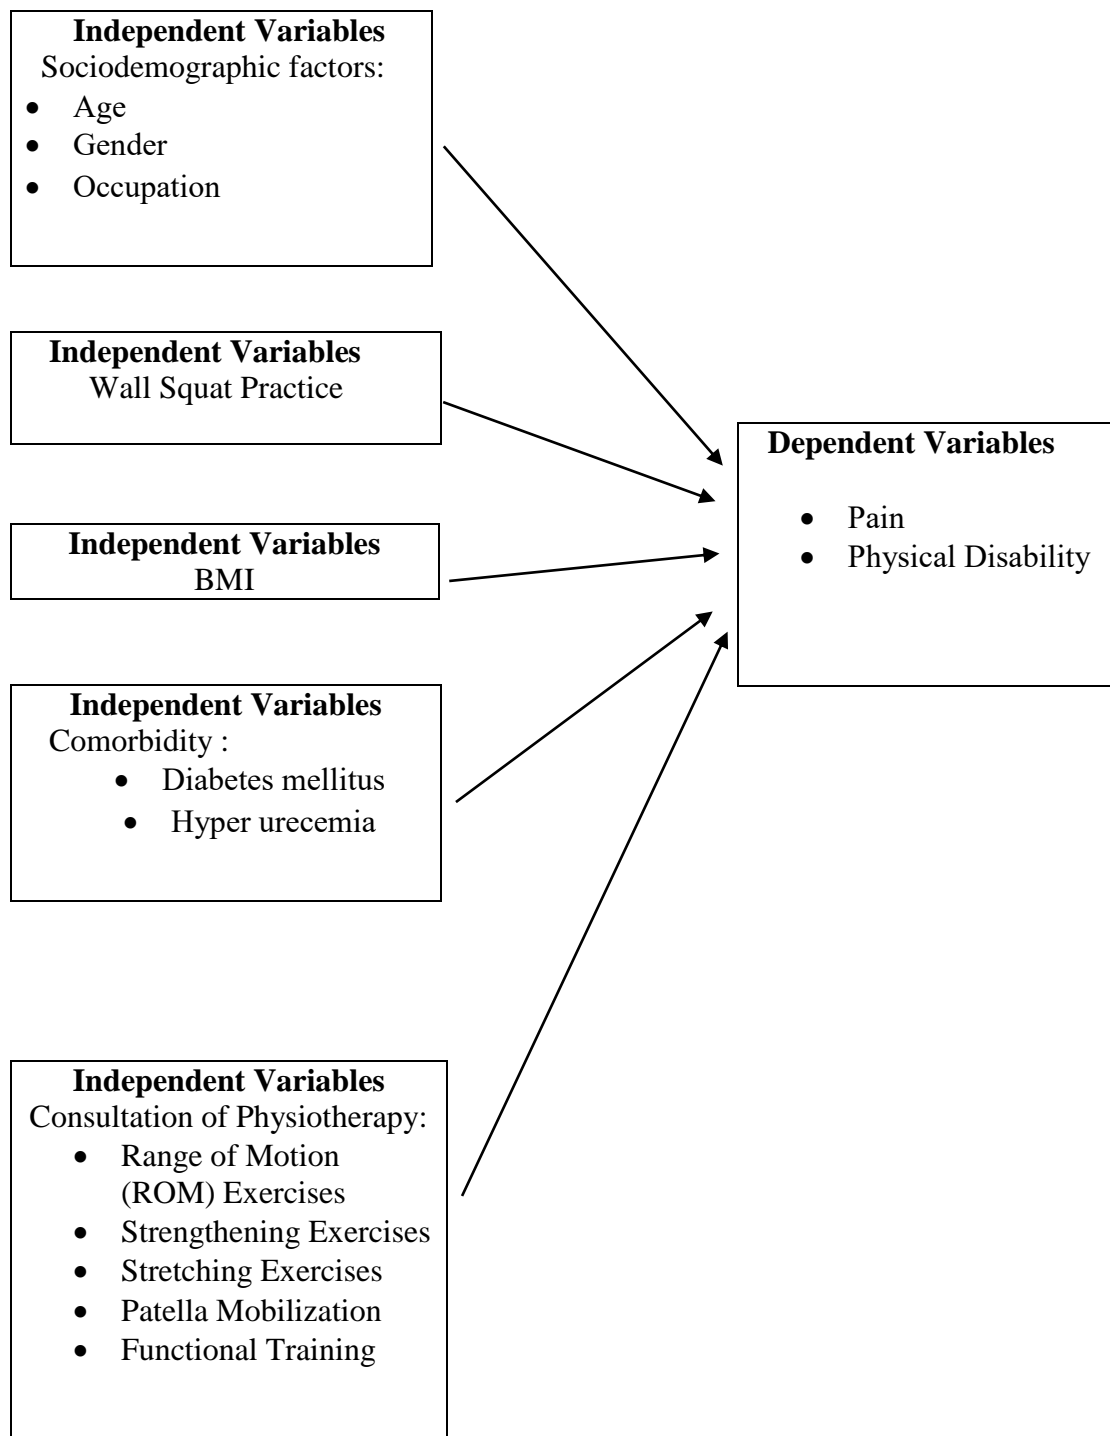 Independent Variables
Sociodemographic factors:
• Age
• Gender
• Occupation
Independent Variables
Wall Squat Practice
Independent Variables
BMI
Independent Variables
Comorbidity :
• Diabetes mellitus
• Hyper urecemia
Independent Variables
Consultation of Physiotherapy:
• Range of Motion
(ROM) Exercises
• Strengthening Exercises
• Stretching Exercises
• Patella Mobilization
• Functional Training
Dependent Variables
• Pain
• Physical Disability